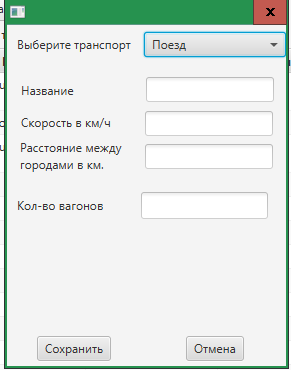 Выберите транспорт Поезд
Название
Скорость в км/ч
Расстояние между
городами в км.
Кол-во вагонов
Сохранить Отмена